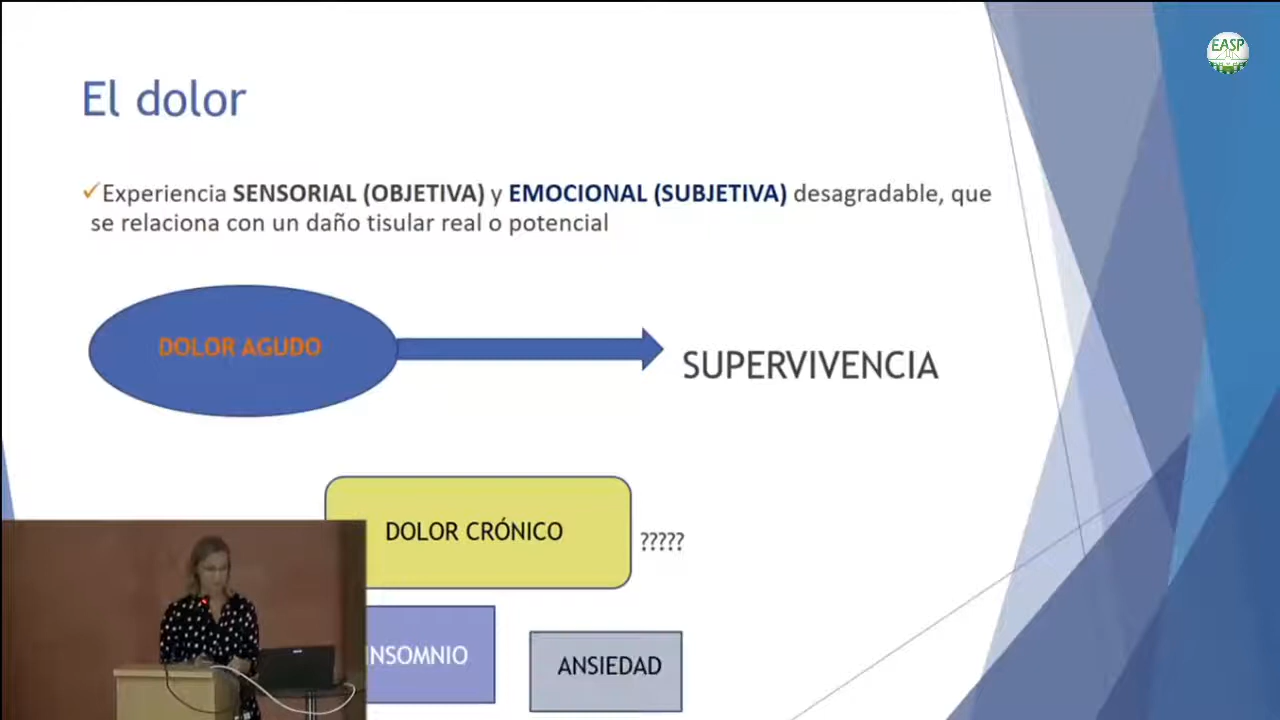 EASP
El dolor
✓Experiencia SENSORIAL (OBJETIVA) y EMOCIONAL (SUBJETIVA) desagradable, que
se relaciona con un daño tisular real o potencial
DOLOR AGUDO
SUPERVIVENCIA
DOLOR CRÓNICO
?????
INSOMNIO
ANSIEDAD